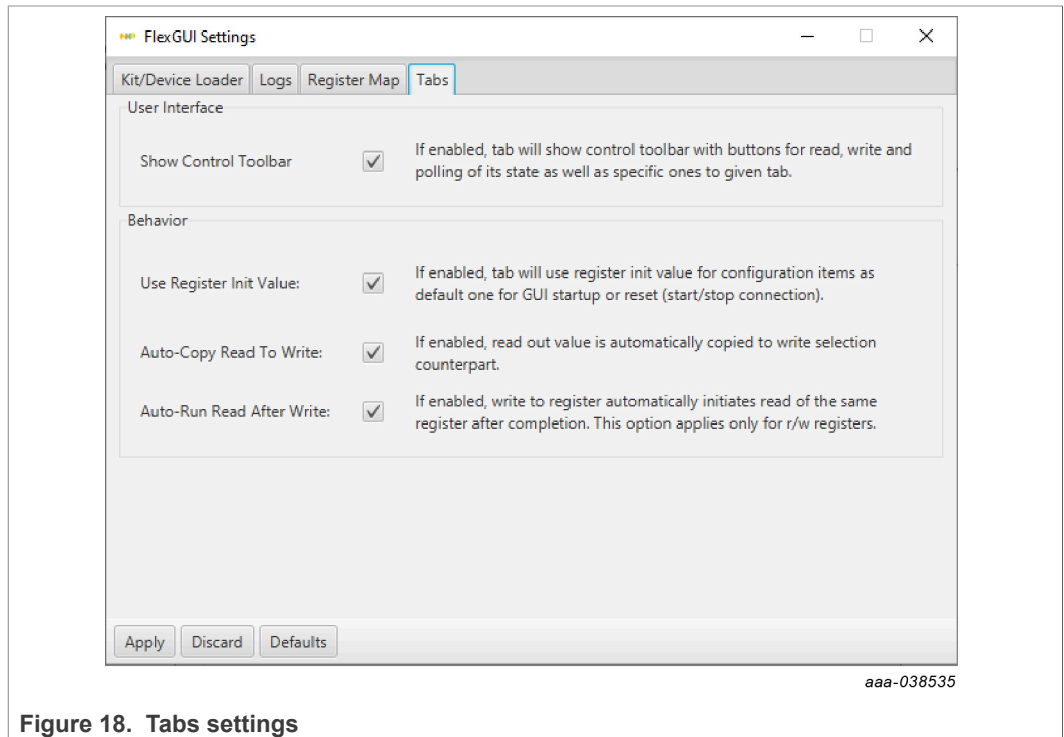 NXP FlexGUI Settings
Kit/Device Loader Logs Register Map Tabs
User Interface
Show Control Toolbar
If enabled, tab will show control toolbar with buttons for read, write and
polling of its state as well as specific ones to given tab.
Behavior
Use Register Init Value:
If enabled, tab will use register init value for configuration items as
default one for GUI startup or reset (start/stop connection).
Auto-Copy Read To Write:
If enabled, read out value is automatically copied to write selection
counterpart.
Auto-Run Read After Write:
If enabled, write to register automatically initiates read of the same
register after completion. This option applies only for r/w registers.
Apply Discard Defaults
aaa-038535
Figure 18. Tabs settings